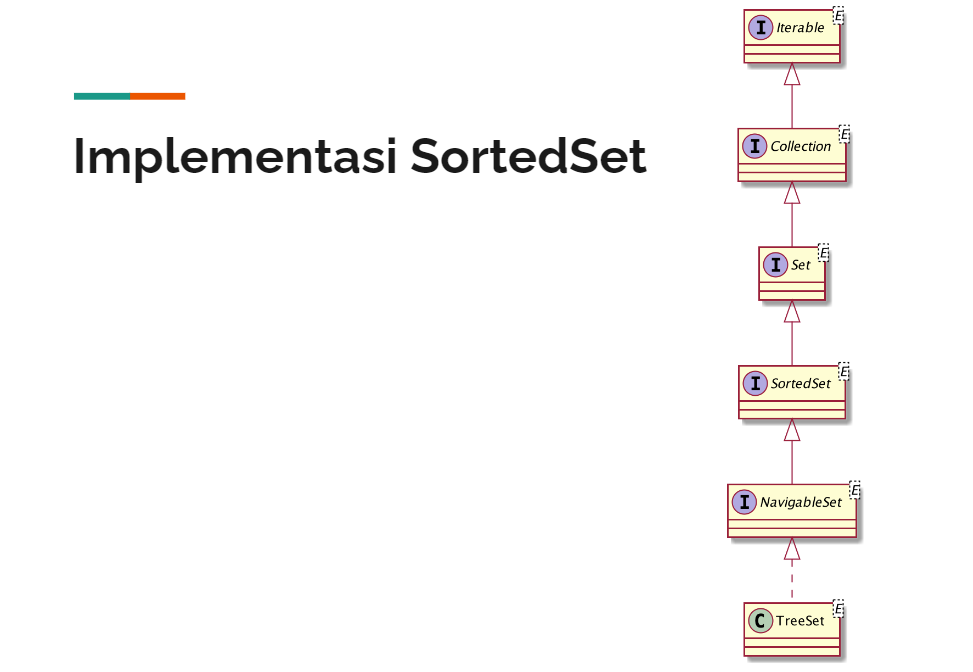 Implementasi SortedSet
E
I Iterable
E
I Collection
E
I Set
E
I SortedSet
E
I NavigableSet
E
C TreeSet